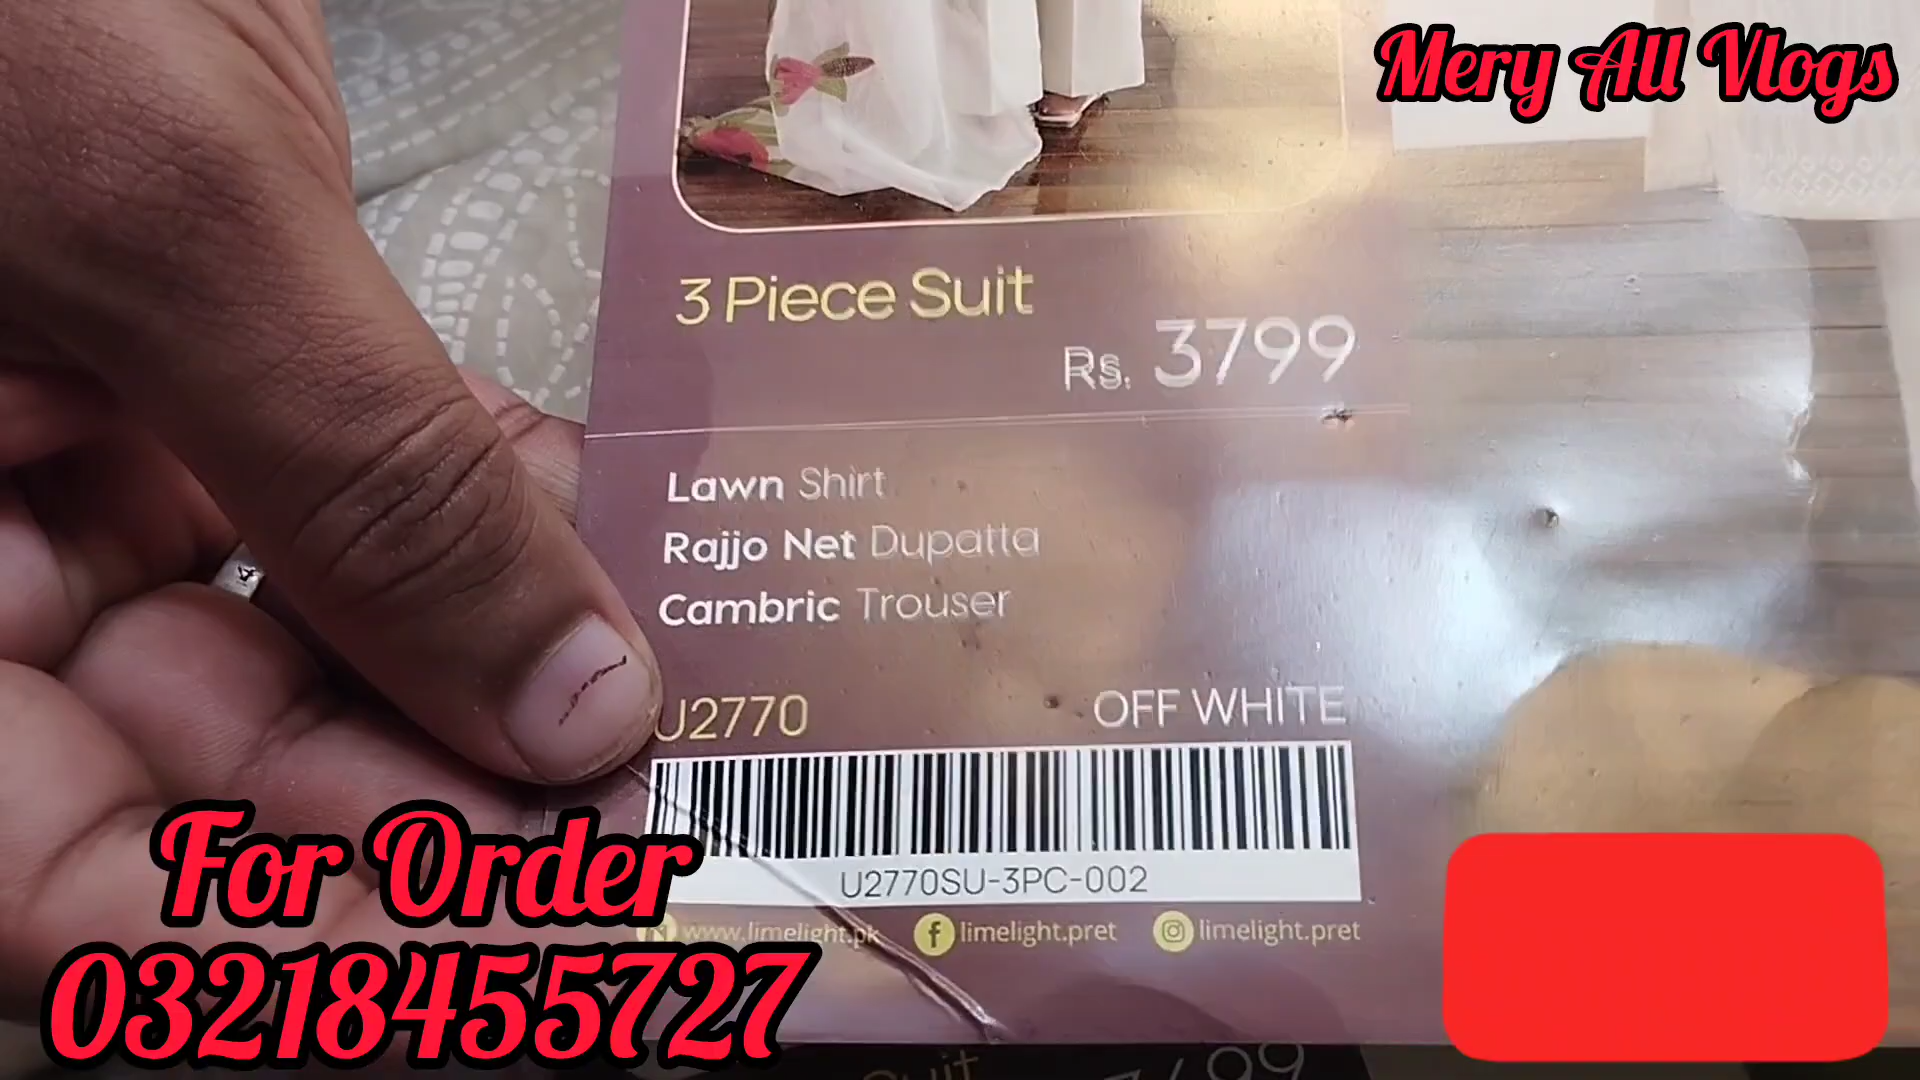 Mery All Vlogs
3 Piece Suit
Rs. 3799
Lawn Shirt
Rajjo Net Dupatta
Cambric Trouser
U2770
OFF WHITE
U2770SU-3PC-002
www.limelight.pk
limelight.pret
limelight.pret
For Order
03218455727
Suit